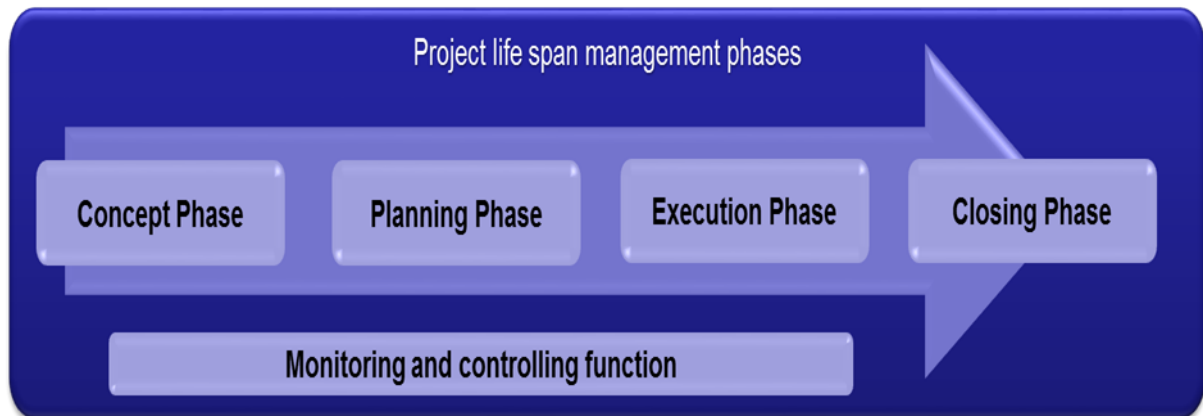 Project life span management phases
Concept Phase
Planning Phase
Execution Phase
Closing Phase
Monitoring and controlling function